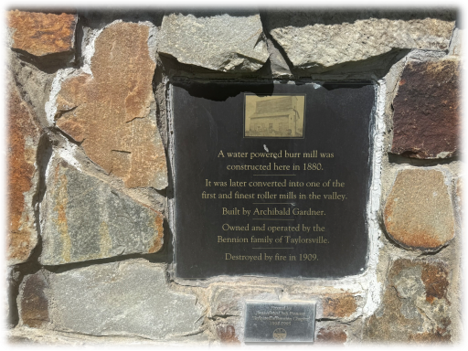 A water powered burr mill was
constructed here in 1880.
It was later converted into one of the
first and finest roller mills in the valley.
Built by Archibald Gardner.
Owned and operated by the
Bennion family of Taylorsville.
Destroyed by fire in 1909.